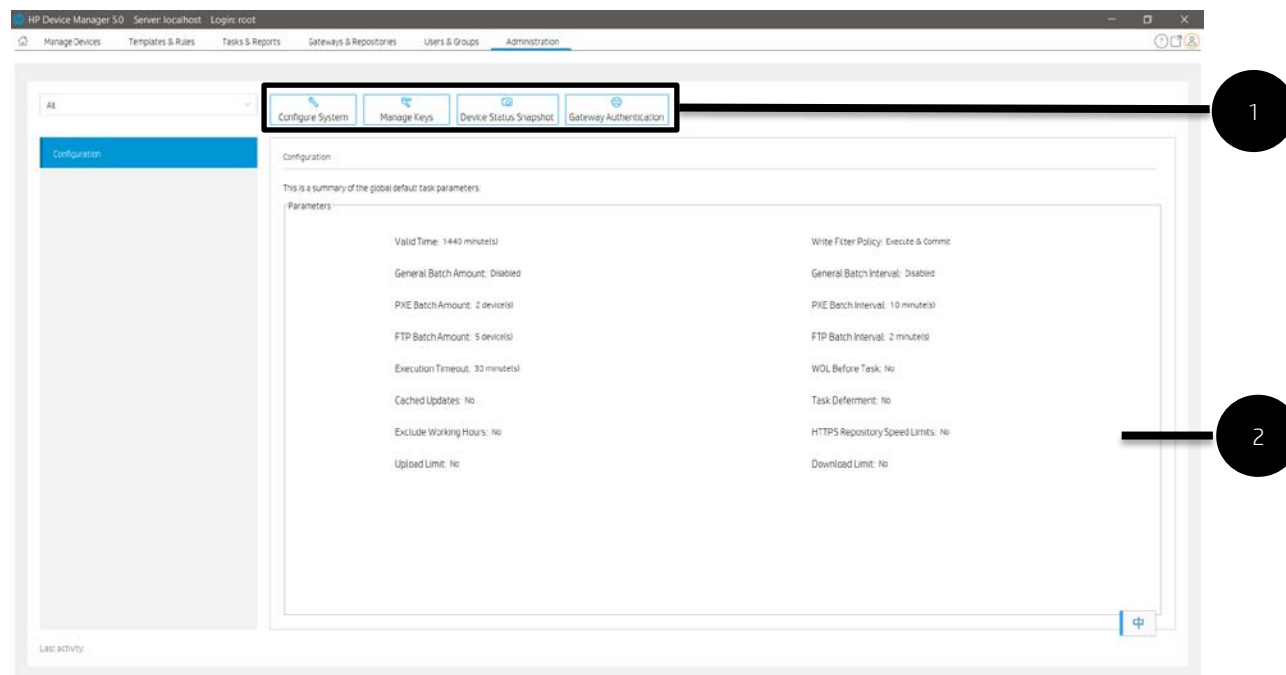 HP Device Manager 5.0 Server: localhost Login: root
Manage Devices Templates & Rules Tasks & Reports Gateways & Repositories Users & Groups Administration
All
Configure System Manage Keys Device Status Snapshot Gateway Authentication
1
Configuration
Configuration
This is a summary of the global default task parameters:
Parameters
Valid Time: 1440 minute(s) Write Filter Policy: Execute & Commit
General Batch Amount: Disabled General Batch Interval: Disabled
PXE Batch Amount: 2 device(s) PXE Batch Interval: 10 minute(s)
FTP Batch Amount: 5 device(s) FTP Batch Interval: 2 minute(s)
Execution Timeout: 30 minute(s) WOL Before Task: No
Cached Updates: No Task Deferment: No
Exclude Working Hours: No HTTPS Repository Speed Limits: No
2
Upload Limit: No Download Limit: No
中
Last activity: